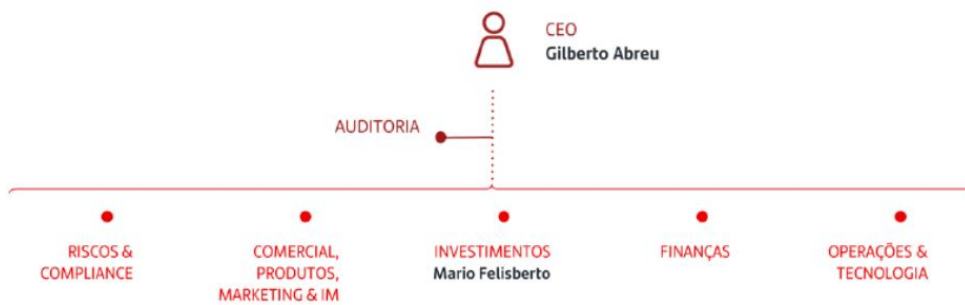 CEO
Gilberto Abreu
AUDITORIA
RISCOS &
COMPLIANCE
COMERCIAL,
PRODUTOS,
MARKETING & IM
INVESTIMENTOS
Mario Felisberto
FINANÇAS
OPERAÇÕES &
TECNOLOGIA